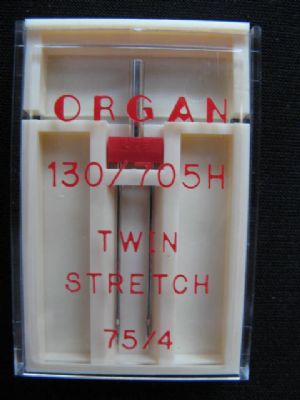 ORGAN
130/705H
TWIN
STRETCH
75/4